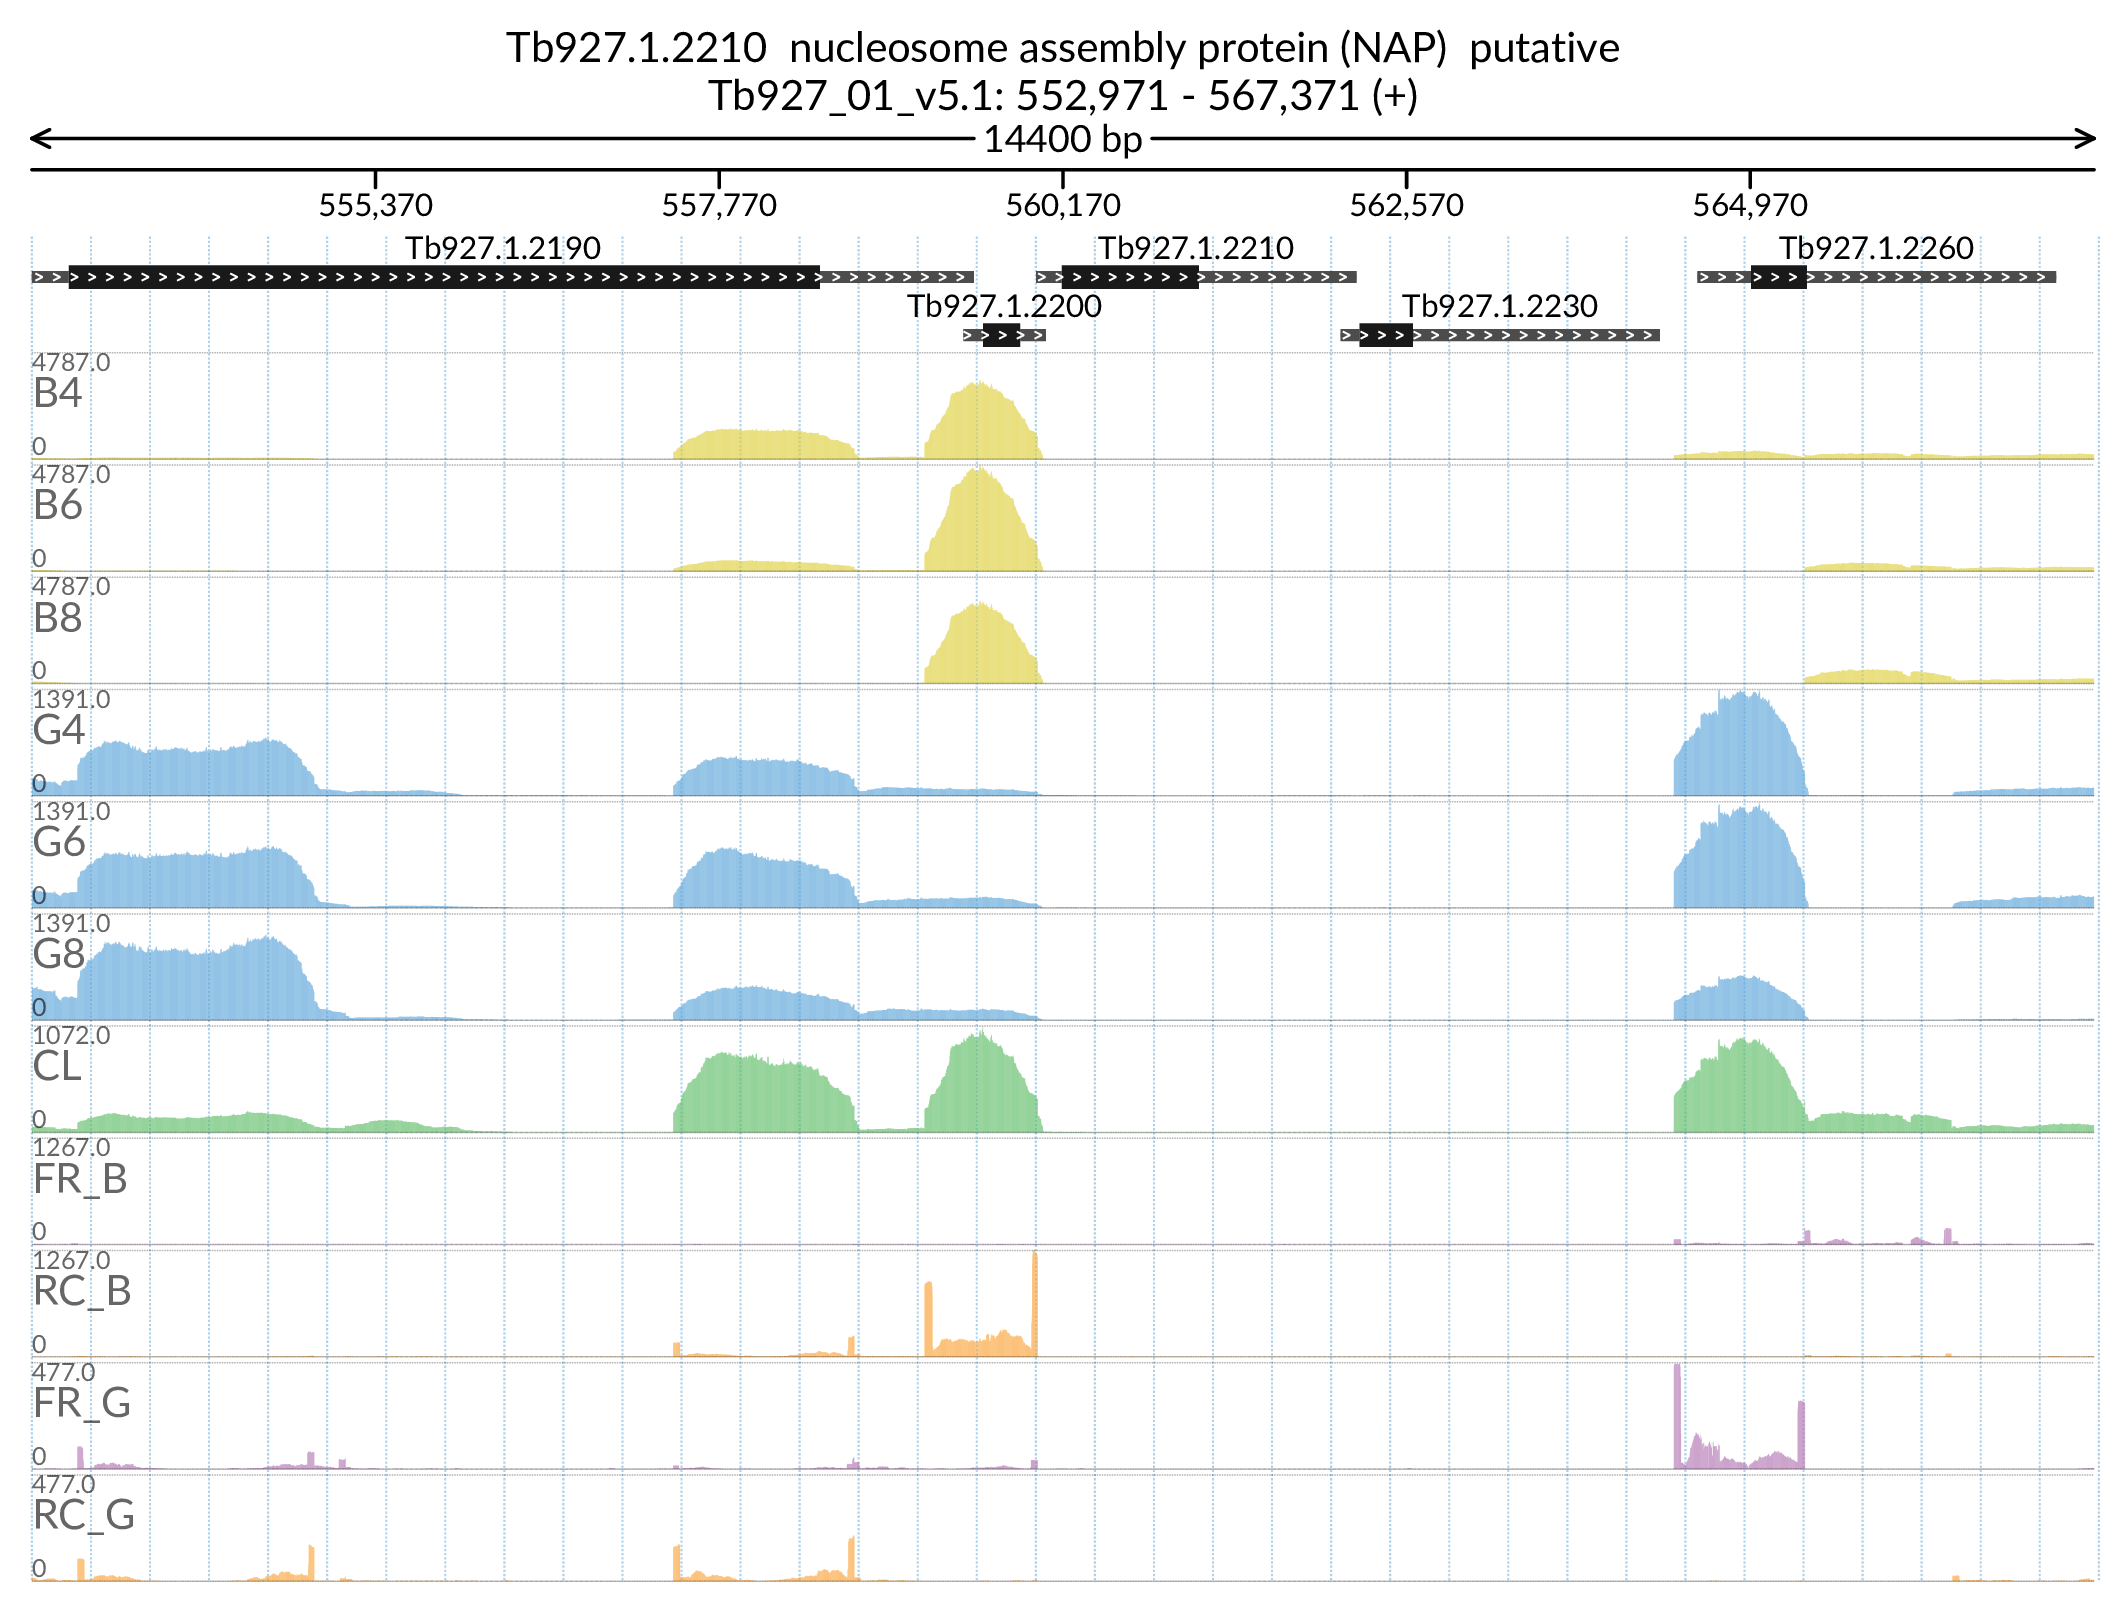 Tb927.1.2210  nucleosome assembly protein (NAP)  putative
Tb927_01_v5.1: 552,971 - 567,371 (+)
14400 bp
555,370 557,770 560,170 562,570 564,970
Tb927.1.2190 Tb927.1.2210 Tb927.1.2260
Tb927.1.2200 Tb927.1.2230
4787.0
B4
0
4787.0
B6
0
4787.0
B8
0
1391.0
G4
0
1391.0
G6
0
1391.0
G8
0
1072.0
CL
0
1267.0
FR_B
0
1267.0
RC_B
0
477.0
FR_G
0
477.0
RC_G
0